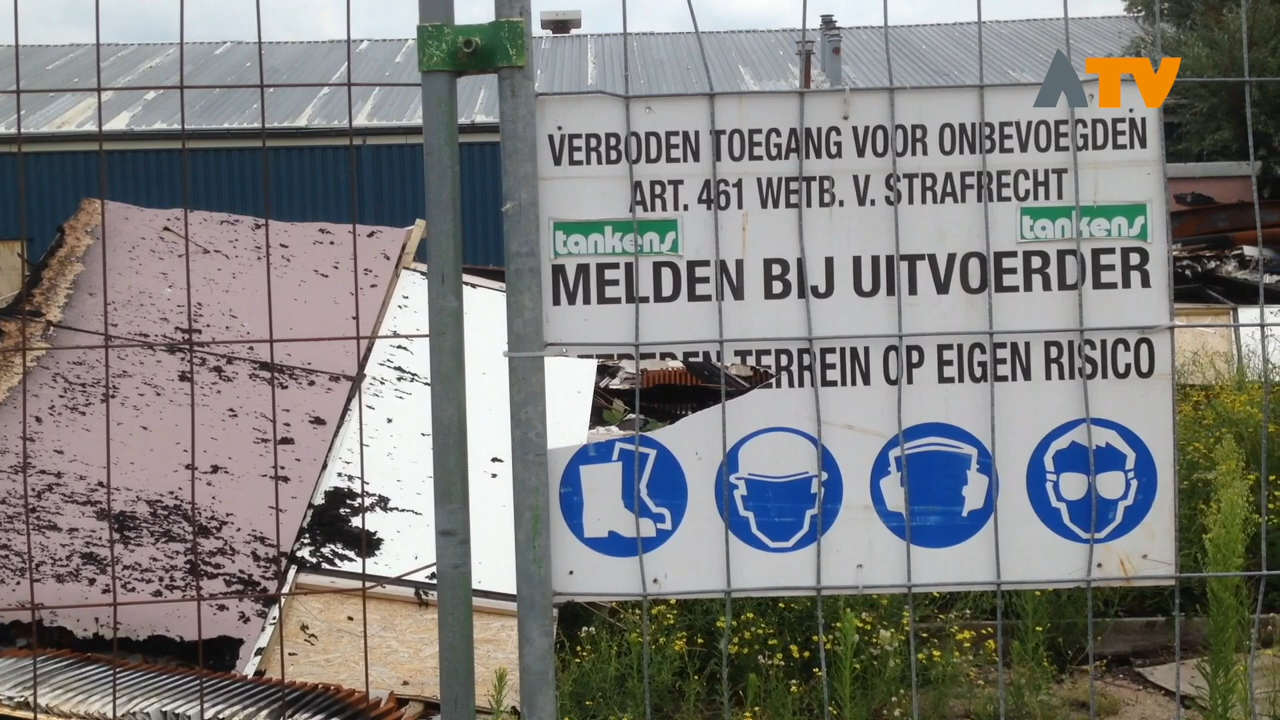 ATV
VERBODEN TOEGANG VOOR ONBEVOEGDEN
ART. 461 WETB. V. STRAFRECHT
tankens tankens
MELDEN BIJ UITVOERDER
TERREIN OP EIGEN RISICO